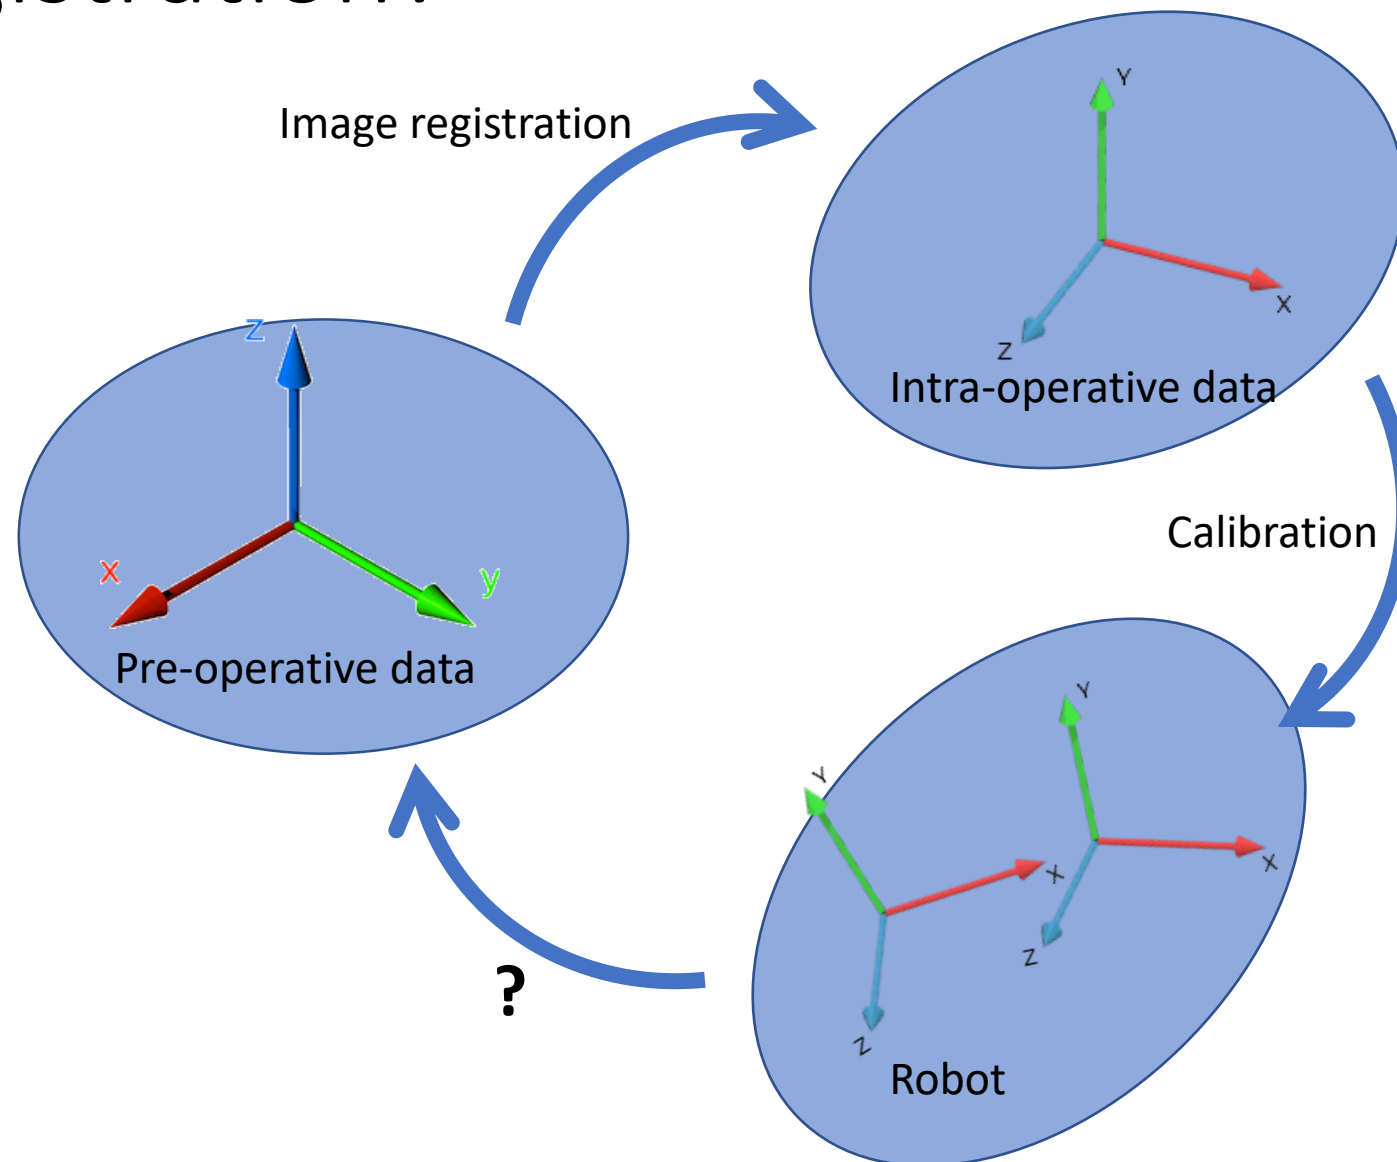 Image registration
Y
X
Z
Intra-operative data
z
x
y
Pre-operative data
Calibration
Y
X
Z
Y
X
Z
?
Robot